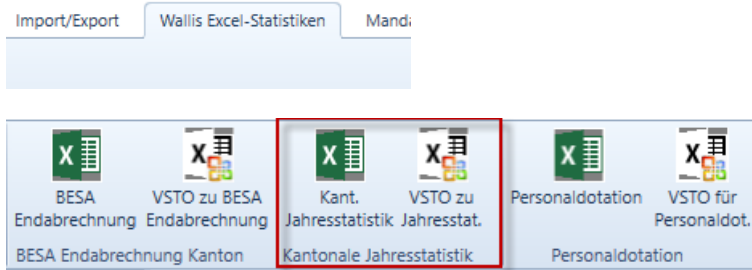 Import/Export Wallis Excel-Statistiken Manda
BESA VSTO zu BESA Kant. VSTO zu Personaldotation VSTO für
Endabrechnung Endabrechnung Jahresstatistik Jahresstat. Personaldot.
BESA Endabrechnung Kanton Kantonale Jahresstatistik Personaldotation